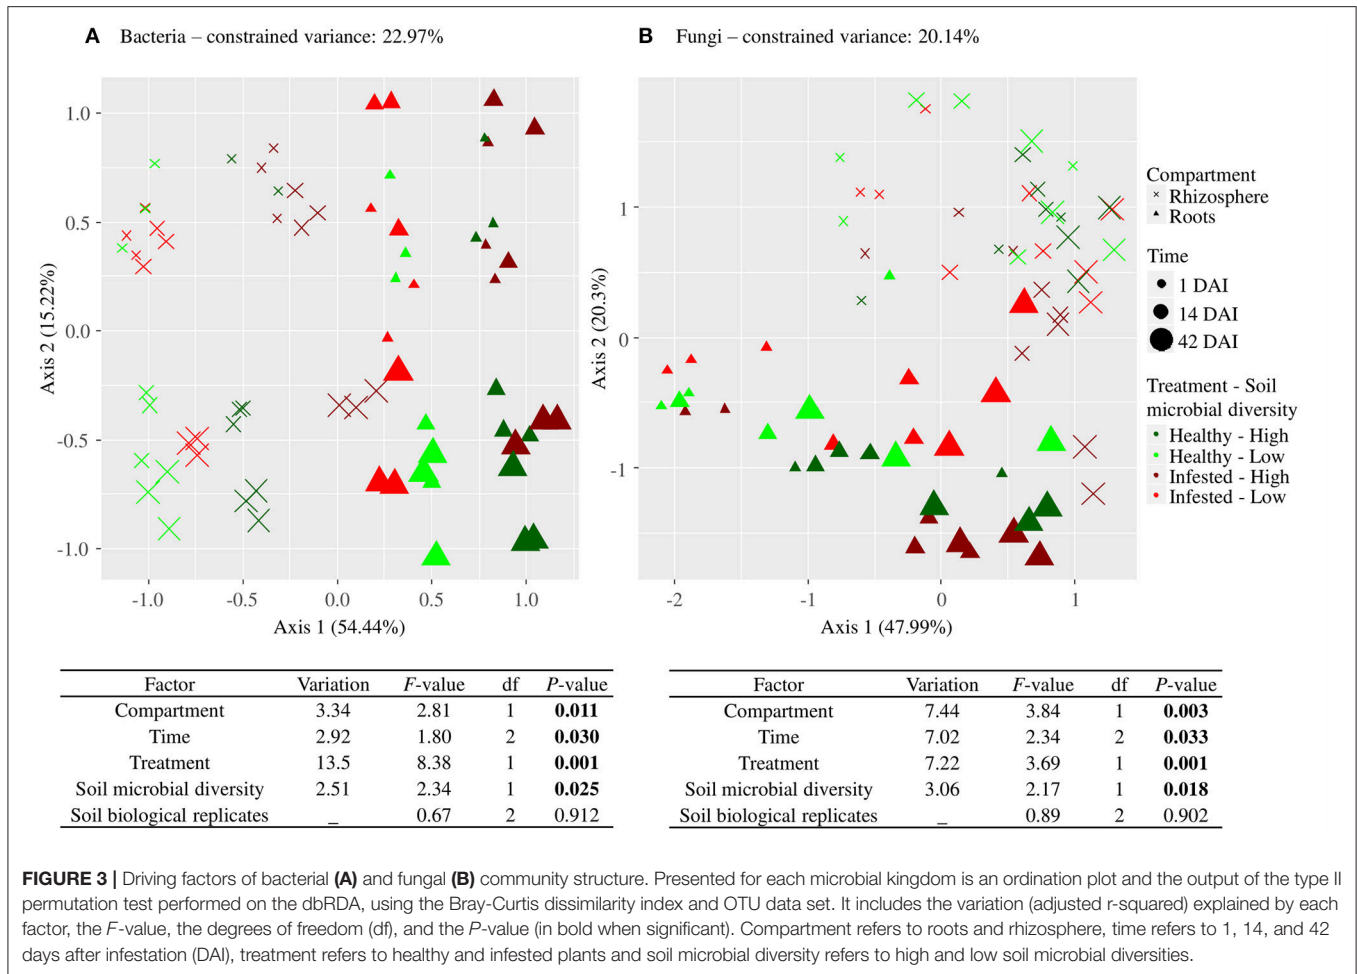 A Bacteria – constrained variance: 22.97%
B Fungi – constrained variance: 20.14%
Axis 2 (15.22%)
1.0
0.5
0.0
-0.5
-1.0
-1.0 -0.5 0.0 0.5 1.0
Axis 1 (54.44%)
Axis 2 (20.3%)
1
0
-1
-2 -1 0 1
Axis 1 (47.99%)
Compartment
Rhizosphere
Roots
Time
1 DAI
14 DAI
42 DAI
Treatment - Soil
microbial diversity
Healthy - High
Healthy - Low
Infested - High
Infested - Low
Factor Variation F-value df P-value
Compartment 3.34 2.81 1 0.011
Time 2.92 1.80 2 0.030
Treatment 13.5 8.38 1 0.001
Soil microbial diversity 2.51 2.34 1 0.025
Soil biological replicates _ 0.67 2 0.912
Factor Variation F-value df P-value
Compartment 7.44 3.84 1 0.003
Time 7.02 2.34 2 0.033
Treatment 7.22 3.69 1 0.001
Soil microbial diversity 3.06 2.17 1 0.018
Soil biological replicates _ 0.89 2 0.902
FIGURE 3 | Driving factors of bacterial (A) and fungal (B) community structure. Presented for each microbial kingdom is an ordination plot and the output of the type II
permutation test performed on the dbRDA, using the Bray-Curtis dissimilarity index and OTU data set. It includes the variation (adjusted r-squared) explained by each
factor, the F-value, the degrees of freedom (df), and the P-value (in bold when significant). Compartment refers to roots and rhizosphere, time refers to 1, 14, and 42
days after infestation (DAI), treatment refers to healthy and infested plants and soil microbial diversity refers to high and low soil microbial diversities.